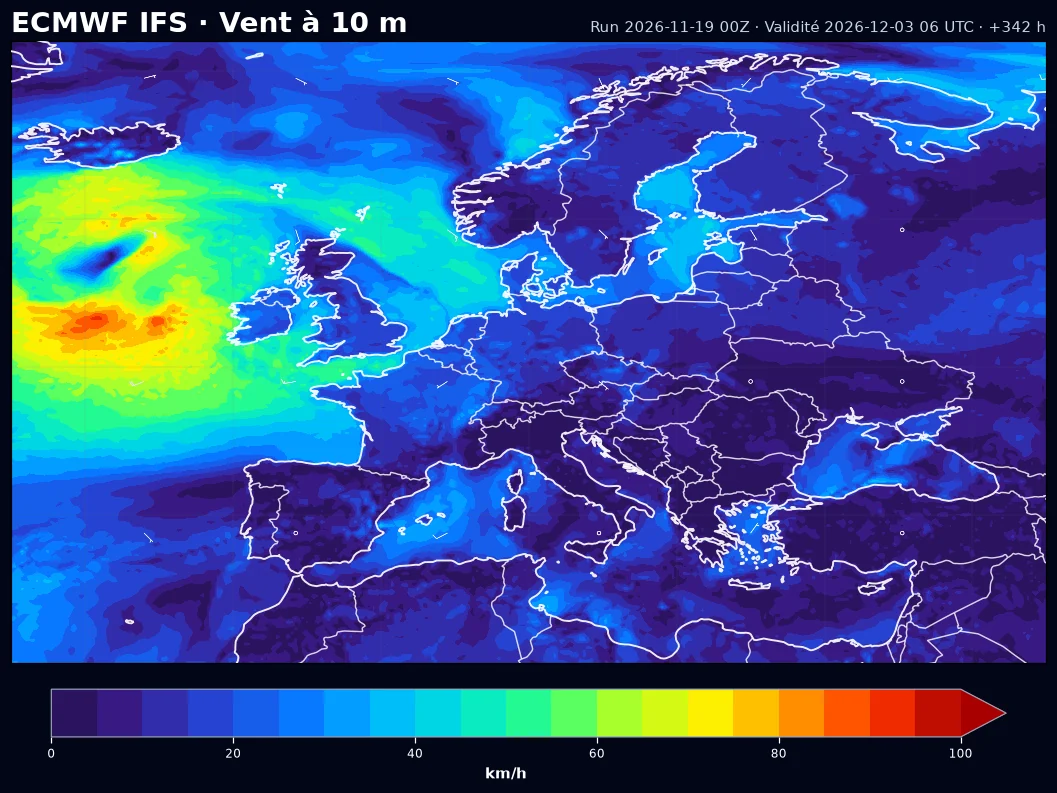 ECMWF IFS · Vent à 10 m
Run 2026-11-19 00Z · Validité 2026-12-03 06 UTC · +342 h
0 20 40 60 80 100
km/h